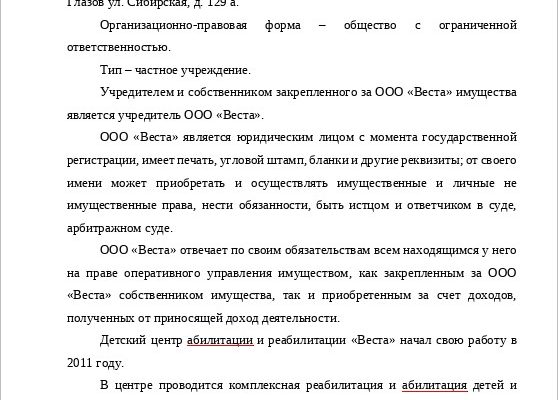 Глазов ул. Сибирская, д. 129 а.
Организационно-правовая форма – общество с ограниченной
ответственностью.
Тип – частное учреждение.
Учредителем и собственником закрепленного за ООО «Веста» имущества
является учредитель ООО «Веста».
ООО «Веста» является юридическим лицом с момента государственной
регистрации, имеет печать, угловой штамп, бланки и другие реквизиты; от своего
имени может приобретать и осуществлять имущественные и личные не
имущественные права, нести обязанности, быть истцом и ответчиком в суде,
арбитражном суде.
ООО «Веста» отвечает по своим обязательствам всем находящимся у него
на праве оперативного управления имуществом, как закрепленным за ООО
«Веста» собственником имущества, так и приобретенным за счет доходов,
полученных от приносящей доход деятельности.
Детский центр абилитации и реабилитации «Веста» начал свою работу в
2011 году.
В центре проводится комплексная реабилитация и абилитация детей и